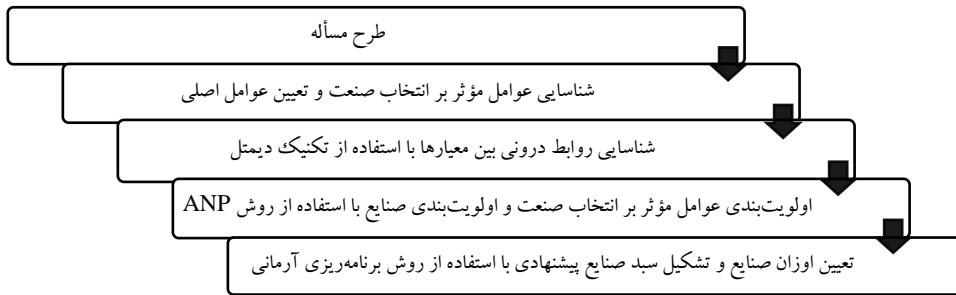 طرح مسأله
شناسایی عوامل مؤثر بر انتخاب صنعت و تعیین عوامل اصلی
شناسایی روابط درونی بین معیارها با استفاده از تکنیک دیمتل
اولویت‌بندی عوامل مؤثر بر انتخاب صنعت و اولویت‌بندی صنایع با استفاده از روش ANP
تعیین اوزان صنایع و تشکیل سبد صنایع پیشنهادی با استفاده از روش برنامه‌ریزی آرمانی